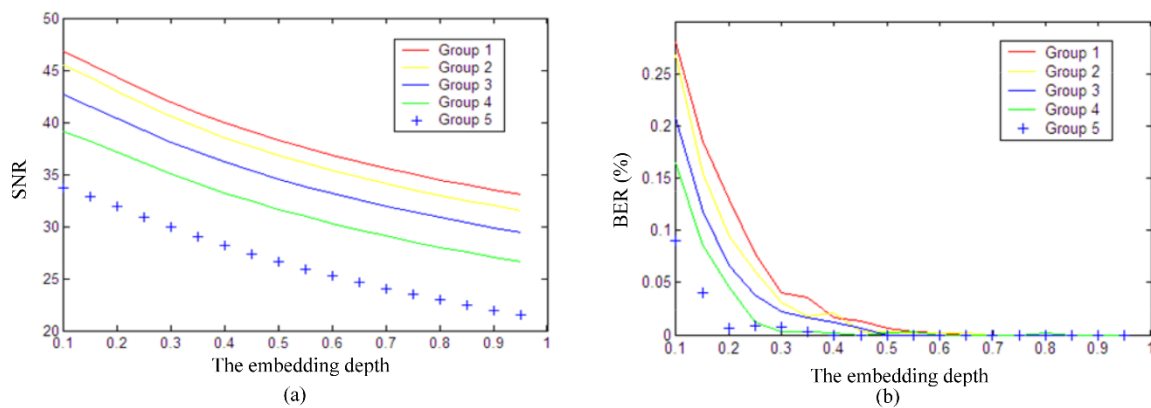 50
45
40
35
30
25
20
SNR
Group 1
Group 2
Group 3
Group 4
Group 5
0.1 0.2 0.3 0.4 0.5 0.6 0.7 0.8 0.9 1
The embedding depth
(a)
0.25
0.2
0.15
0.1
0.05
0
BER (%)
Group 1
Group 2
Group 3
Group 4
Group 5
0.1 0.2 0.3 0.4 0.5 0.6 0.7 0.8 0.9 1
The embedding depth
(b)